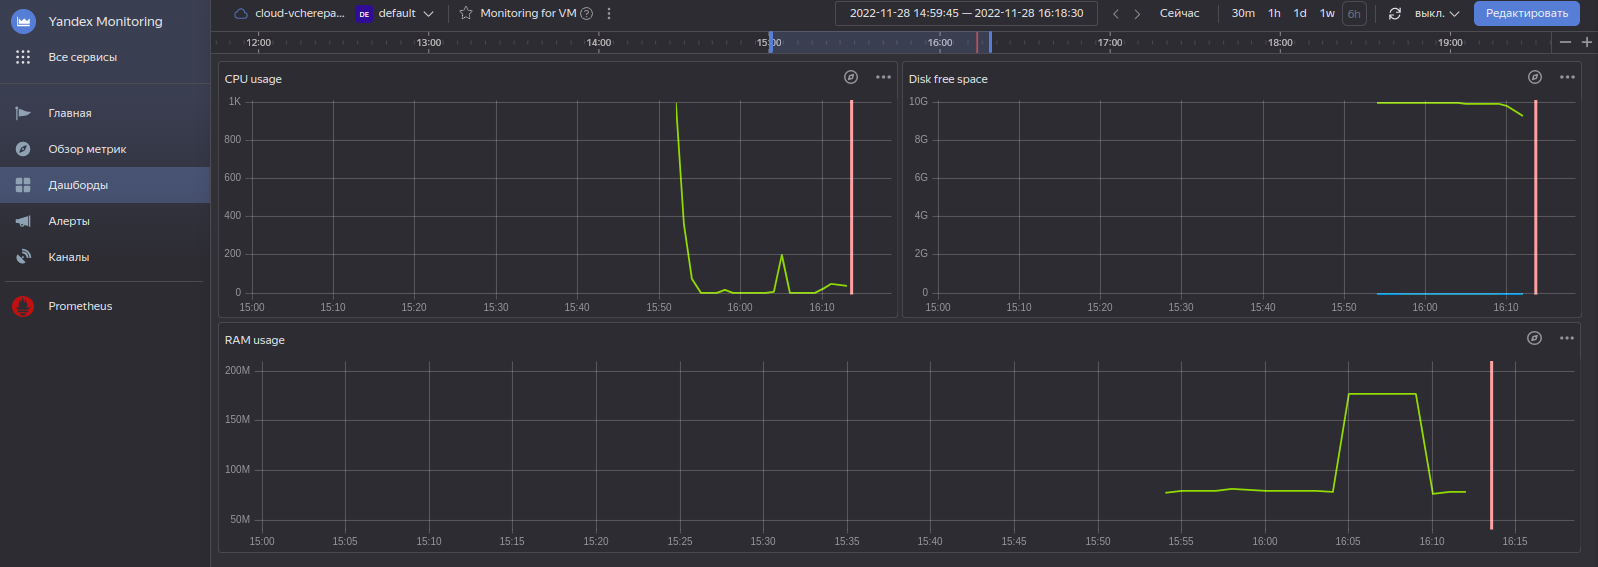 Yandex Monitoring
Все сервисы
Главная
Обзор метрик
Дашборды
Алерты
Каналы
Prometheus
cloud-vcherepa... DE default Monitoring for VM ? 2022-11-28 14:59:45 — 2022-11-28 16:18:30 Сейчас 30m 1h 1d 1w 6h выкл. Редактировать
12:00 13:00 14:00 15:00 16:00 17:00 18:00 19:00
CPU usage
1K
800
600
400
200
0
15:00 15:10 15:20 15:30 15:40 15:50 16:00 16:10
Disk free space
10G
8G
6G
4G
2G
0
15:00 15:10 15:20 15:30 15:40 15:50 16:00 16:10
RAM usage
200M
150M
100M
50M
15:00 15:05 15:10 15:15 15:20 15:25 15:30 15:35 15:40 15:45 15:50 15:55 16:00 16:05 16:10 16:15